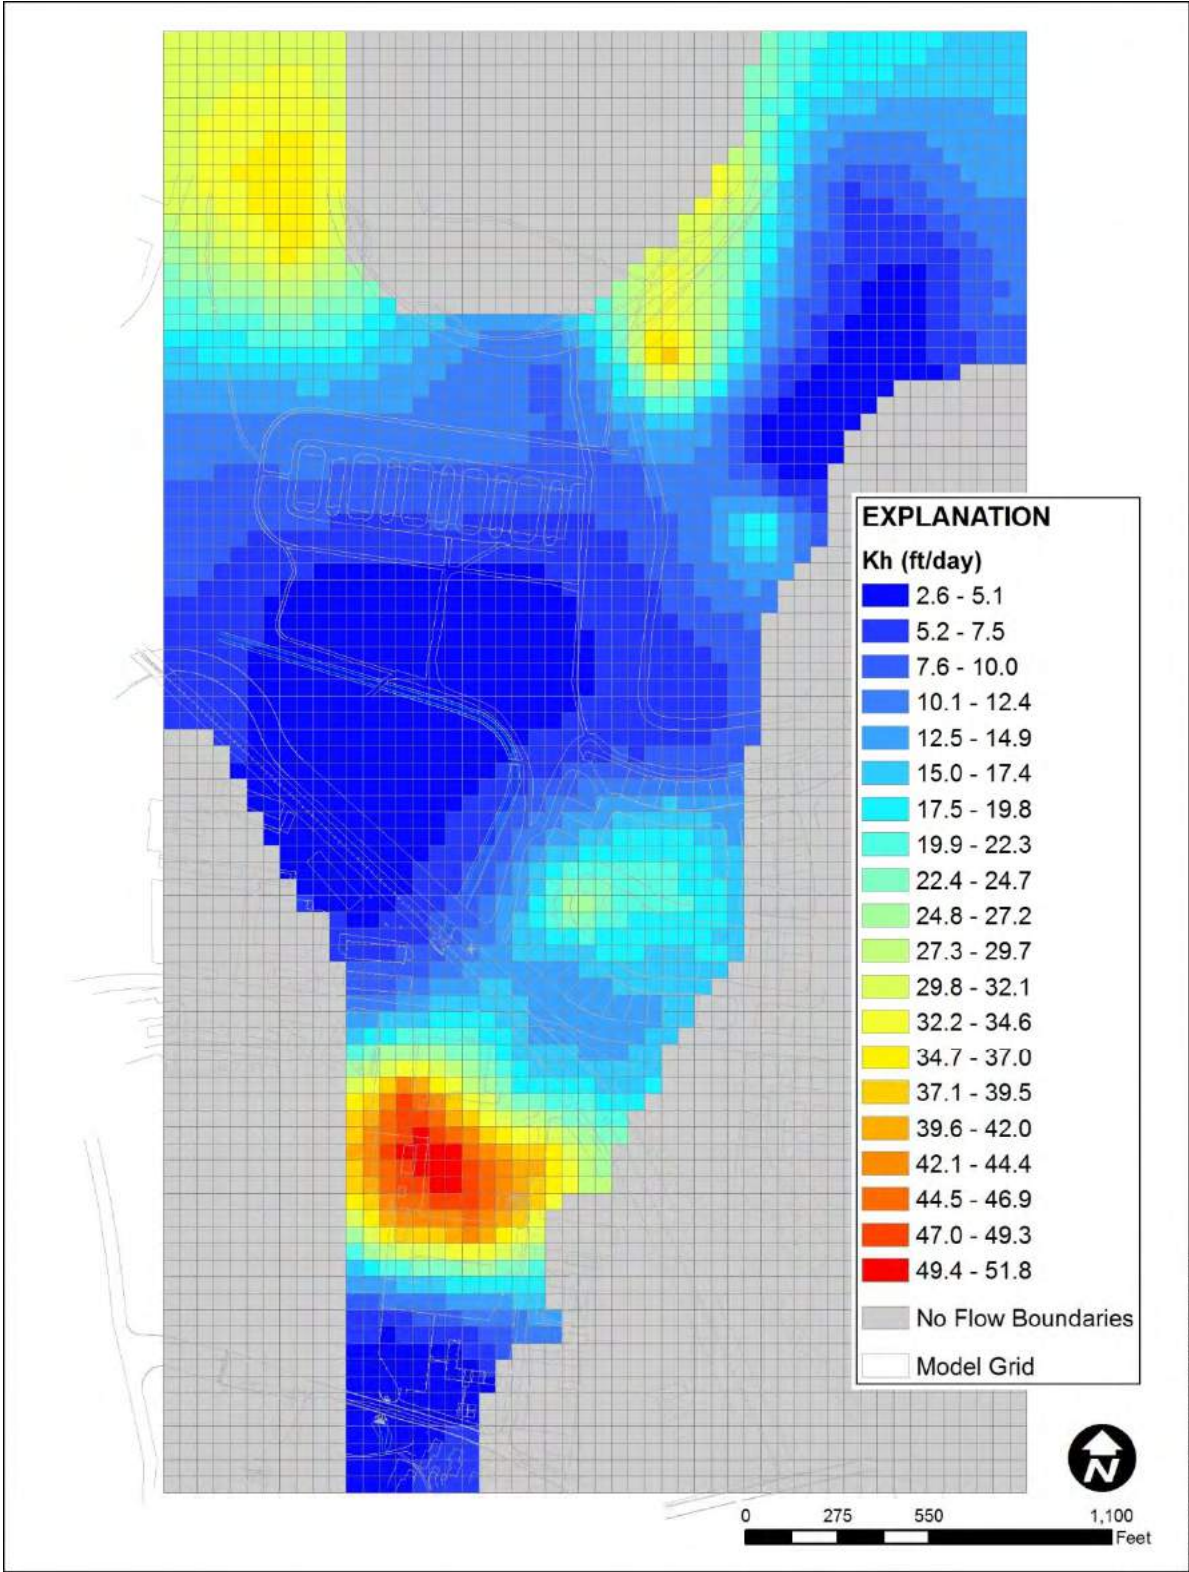 EXPLANATION
Kh (ft/day)
2.6 - 5.1
5.2 - 7.5
7.6 - 10.0
10.1 - 12.4
12.5 - 14.9
15.0 - 17.4
17.5 - 19.8
19.9 - 22.3
22.4 - 24.7
24.8 - 27.2
27.3 - 29.7
29.8 - 32.1
32.2 - 34.6
34.7 - 37.0
37.1 - 39.5
39.6 - 42.0
42.1 - 44.4
44.5 - 46.9
47.0 - 49.3
49.4 - 51.8
No Flow Boundaries
Model Grid
N
0 275 550 1,100
Feet